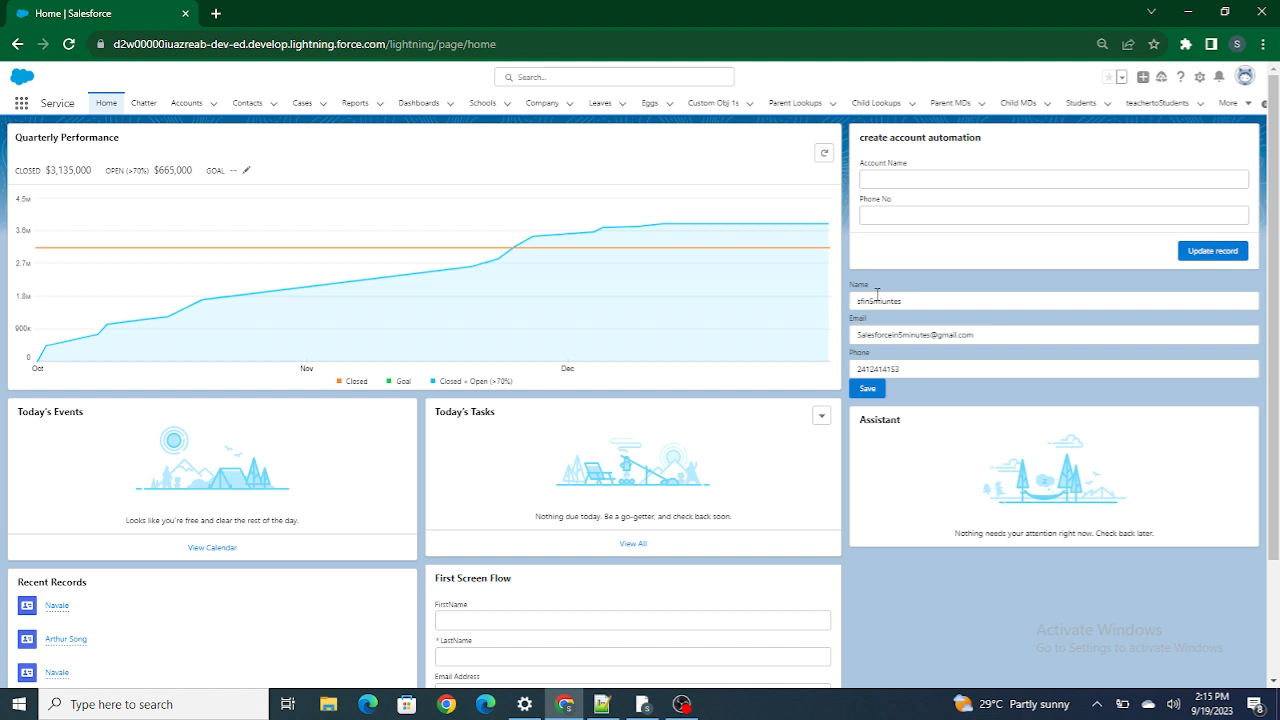 Home | Salesforce
d2w00000iuazreab-dev-ed.develop.lightning.force.com/lightning/page/home
S
Search...
Service
Home Chatter Accounts Contacts Cases Reports Dashboards Schools Company Leaves Eggs Custom Obj 1s Parent Lookups Child Lookups Parent MDs Child MDs Students teachertoStudents More
Quarterly Performance
CLOSED $3,135,000 OPEN (>70%) $665,000 GOAL --
4.5M
3.6M
2.7M
1.8M
900K
0
Oct Nov Dec
Closed Goal Closed + Open (>70%)
create account automation
Account Name
Phone No
Update record
Name
sfin5miuntes
Email
Salesforcein5minutes@gmail.com
Phone
2412414153
Save
Today's Events
Looks like you're free and clear the rest of the day.
View Calendar
Today's Tasks
Nothing due today. Be a go-getter, and check back soon.
View All
Assistant
Nothing needs your attention right now. Check back later.
Recent Records
Navale
Arthur Song
Navale
First Screen Flow
FirstName
* LastName
Email Address
Activate Windows
Go to Settings to activate Windows.
Type here to search
29°C Partly sunny
2:15 PM
9/19/2023
8